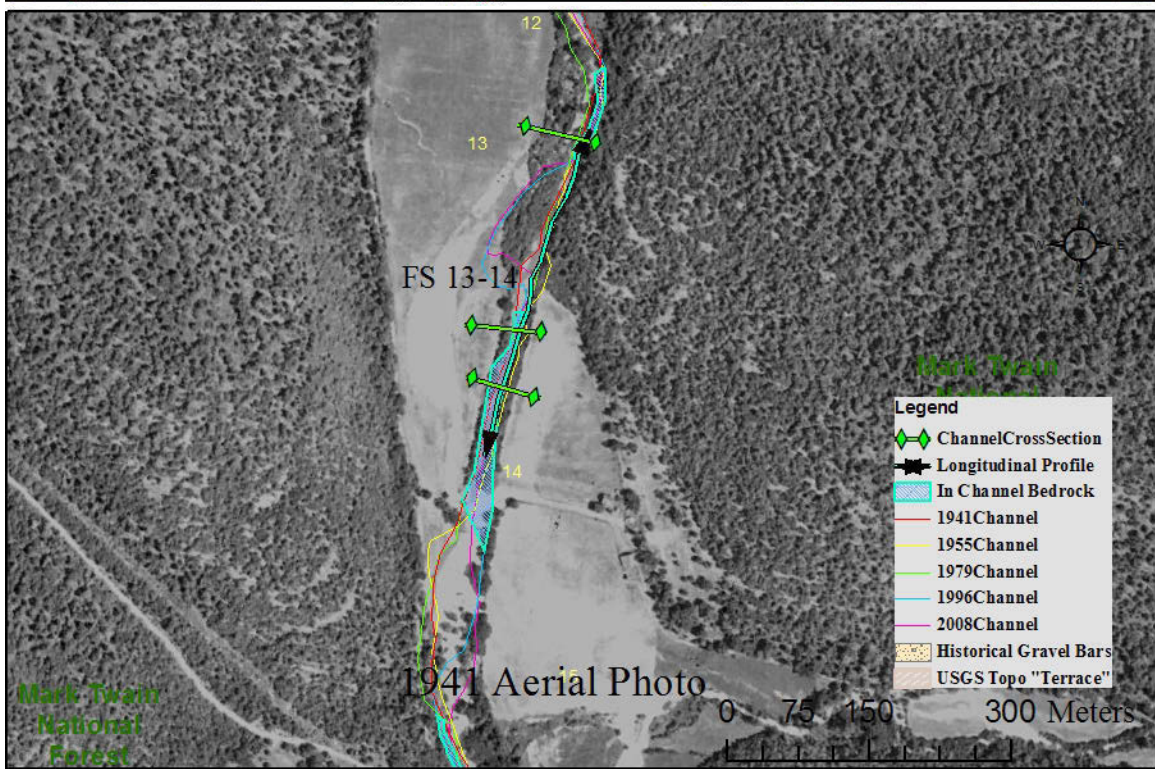 12
13
N
W E
S
FS 13-14
Mark Twain
National
Legend
ChannelCrossSection
Longitudinal Profile
In Channel Bedrock
1941Channel
1955Channel
1979Channel
1996Channel
2008Channel
Historical Gravel Bars
USGS Topo "Terrace"
14
15
1941 Aerial Photo
Mark Twain
National
Forest
0 75 150 300 Meters